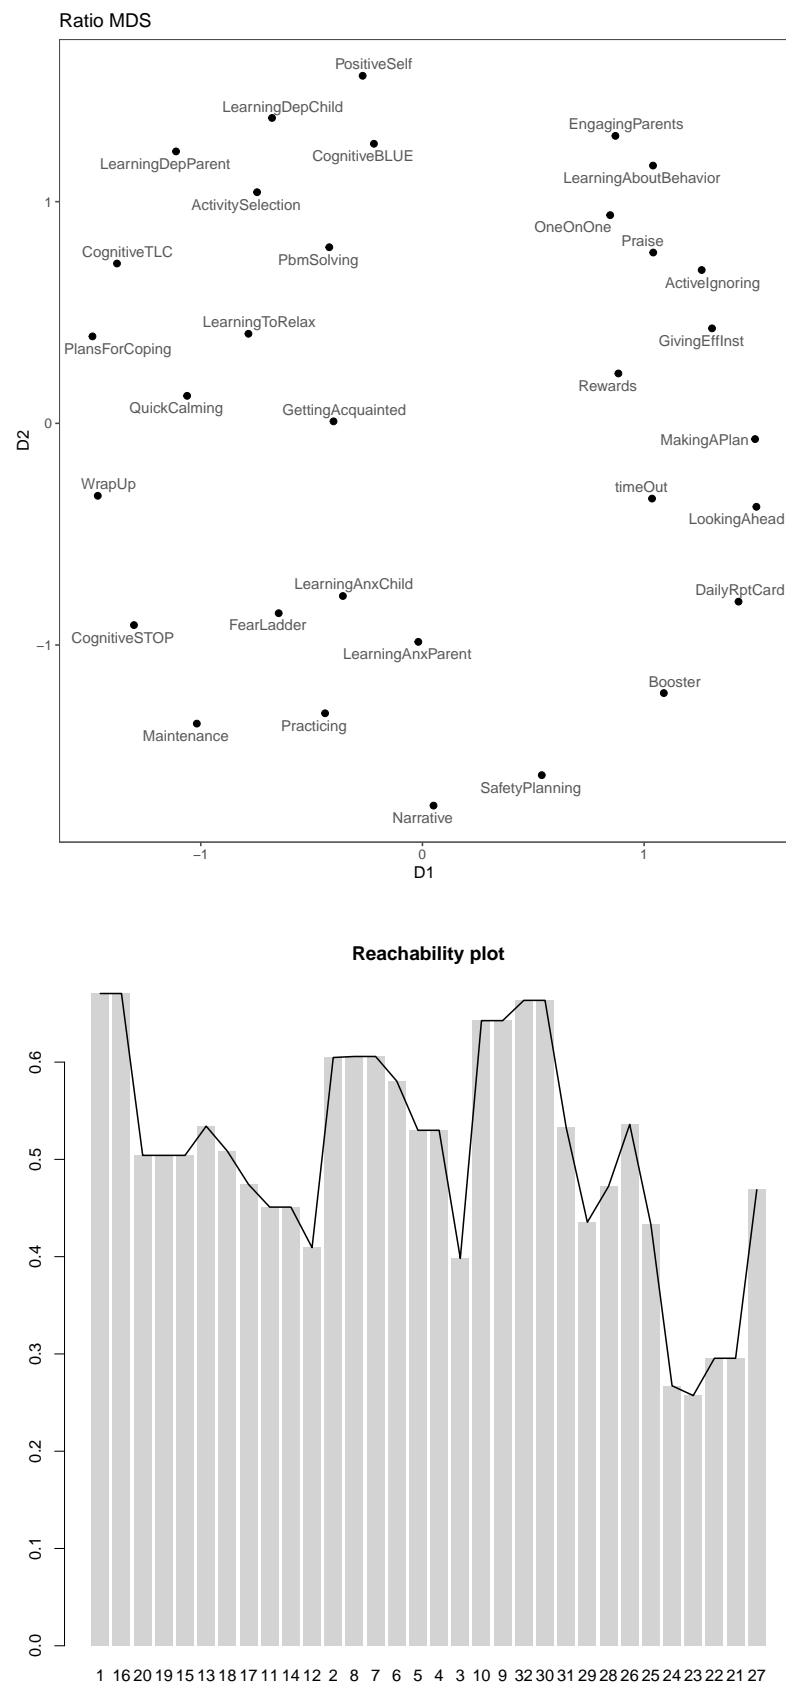 Ratio MDS
PositiveSelf
LearningDepChild
EngagingParents
CognitiveBLUE
LearningDepParent
LearningAboutBehavior
ActivitySelection
1
OneOnOne
Praise
CognitiveTLC
PbmSolving
ActiveIgnoring
LearningToRelax
GivingEffInst
PlansForCoping
Rewards
QuickCalming
GettingAcquainted
0
D2
MakingAPlan
WrapUp
timeOut
LookingAhead
LearningAnxChild
DailyRptCard
FearLadder
CognitiveSTOP
−1
LearningAnxParent
Booster
Practicing
Maintenance
SafetyPlanning
Narrative
−1 0 1
D1
Reachability plot
0.6
0.5
0.4
0.3
0.2
0.1
0.0
1 16 20 19 15 13 18 17 11 14 12 2 8 7 6 5 4 3 10 9 32 30 31 29 28 26 25 24 23 22 21 27